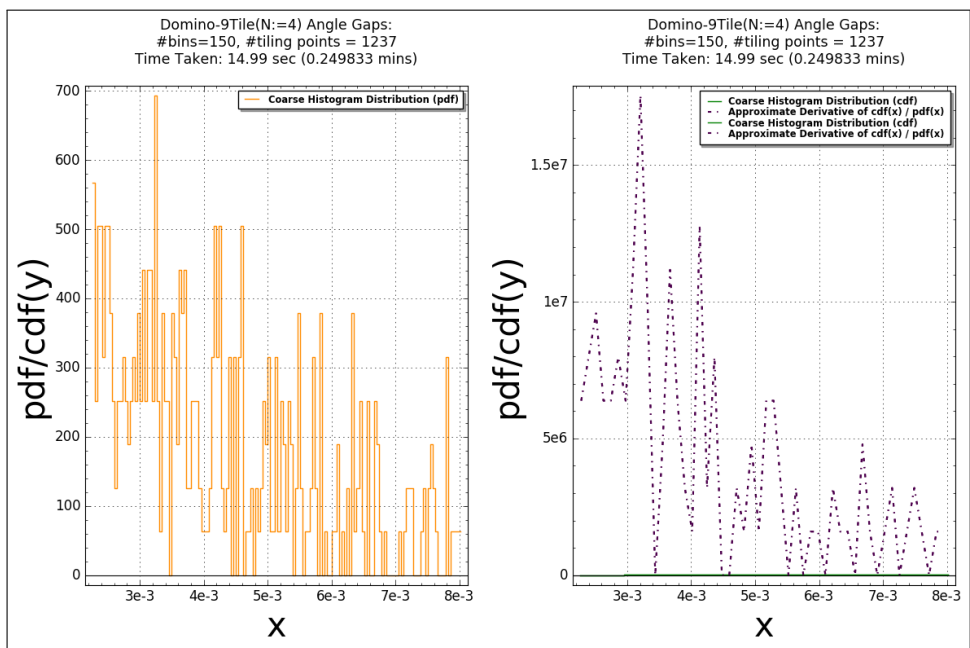 Domino-9Tile(N:=4) Angle Gaps:
#bins=150, #tiling points = 1237
Time Taken: 14.99 sec (0.249833 mins)
Coarse Histogram Distribution (pdf)
700
600
500
400
300
200
100
0
pdf/cdf(y)
3e-3 4e-3 5e-3 6e-3 7e-3 8e-3
x
Domino-9Tile(N:=4) Angle Gaps:
#bins=150, #tiling points = 1237
Time Taken: 14.99 sec (0.249833 mins)
Coarse Histogram Distribution (cdf)
Approximate Derivative of cdf(x) / pdf(x)
Coarse Histogram Distribution (cdf)
Approximate Derivative of cdf(x) / pdf(x)
1.5e7
1e7
5e6
0
pdf/cdf(y)
3e-3 4e-3 5e-3 6e-3 7e-3 8e-3
x